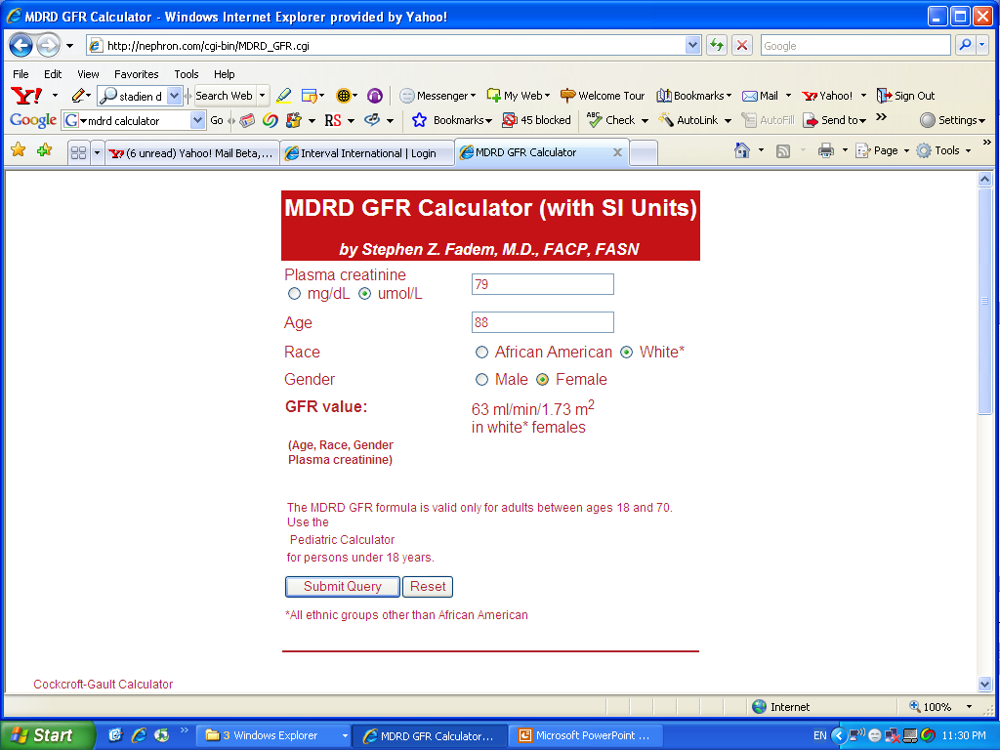 MDRD GFR Calculator - Windows Internet Explorer provided by Yahoo!
http://nephron.com/cgi-bin/MDRD_GFR.cgi
Google
File Edit View Favorites Tools Help
Y! stadien d Search Web Messenger My Web Welcome Tour Bookmarks Mail Yahoo! Sign Out
Google G mdrd calculator Go RS Bookmarks 45 blocked Check AutoLink AutoFill Send to Settings
(6 unread) Yahoo! Mail Beta,... Interval International | Login MDRD GFR Calculator Page Tools
MDRD GFR Calculator (with SI Units)
by Stephen Z. Fadem, M.D., FACP, FASN
Plasma creatinine
mg/dL umol/L 79
Age 88
Race African American White*
Gender Male Female
GFR value: 63 ml/min/1.73 m2
in white* females
(Age, Race, Gender
Plasma creatinine)
The MDRD GFR formula is valid only for adults between ages 18 and 70.
Use the
Pediatric Calculator
for persons under 18 years.
Submit Query Reset
*All ethnic groups other than African American
Cockcroft-Gault Calculator
Internet 100%
Start 3 Windows Explorer MDRD GFR Calculator... Microsoft PowerPoint ... EN 11:30 PM